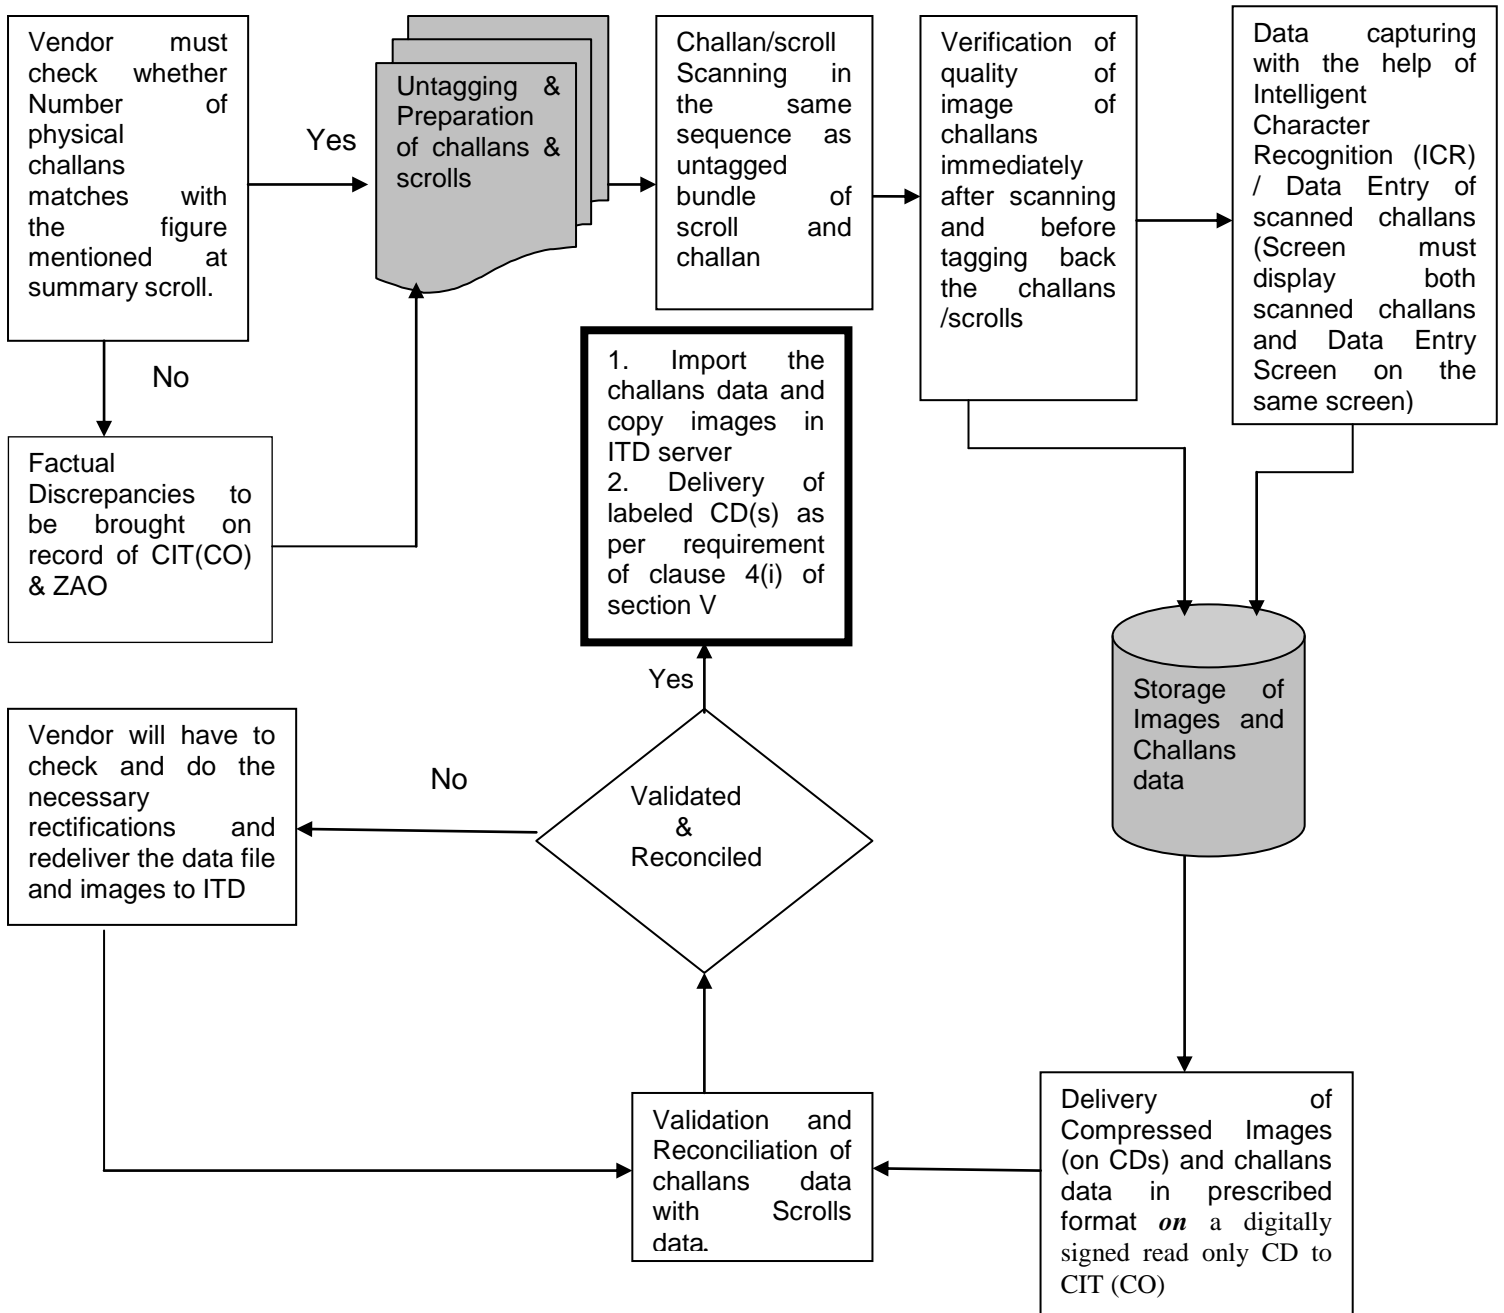 Vendor must
check whether
Number of
physical
challans
matches with
the figure
mentioned at
summary scroll.
Yes
Untagging &
Preparation
of challans &
scrolls
Challan/scroll
Scanning in
the same
sequence as
untagged
bundle of
scroll and
challan
Verification of
quality of
image of
challans
immediately
after scanning
and before
tagging back
the challans
/scrolls
Data capturing
with the help of
Intelligent
Character
Recognition (ICR)
/ Data Entry of
scanned challans
(Screen must
display both
scanned challans
and Data Entry
Screen on the
same screen)
No
Factual
Discrepancies to
be brought on
record of CIT(CO)
& ZAO
1. Import the
challans data and
copy images in
ITD server
2. Delivery of
labeled CD(s) as
per requirement
of clause 4(i) of
section V
Yes
Storage of
Images and
Challans
data
Vendor will have to
check and do the
necessary
rectifications and
redeliver the data file
and images to ITD
No
Validated
&
Reconciled
Validation and
Reconciliation of
challans data
with Scrolls
data.
Delivery of
Compressed Images
(on CDs) and challans
data in prescribed
format on a digitally
signed read only CD to
CIT (CO)